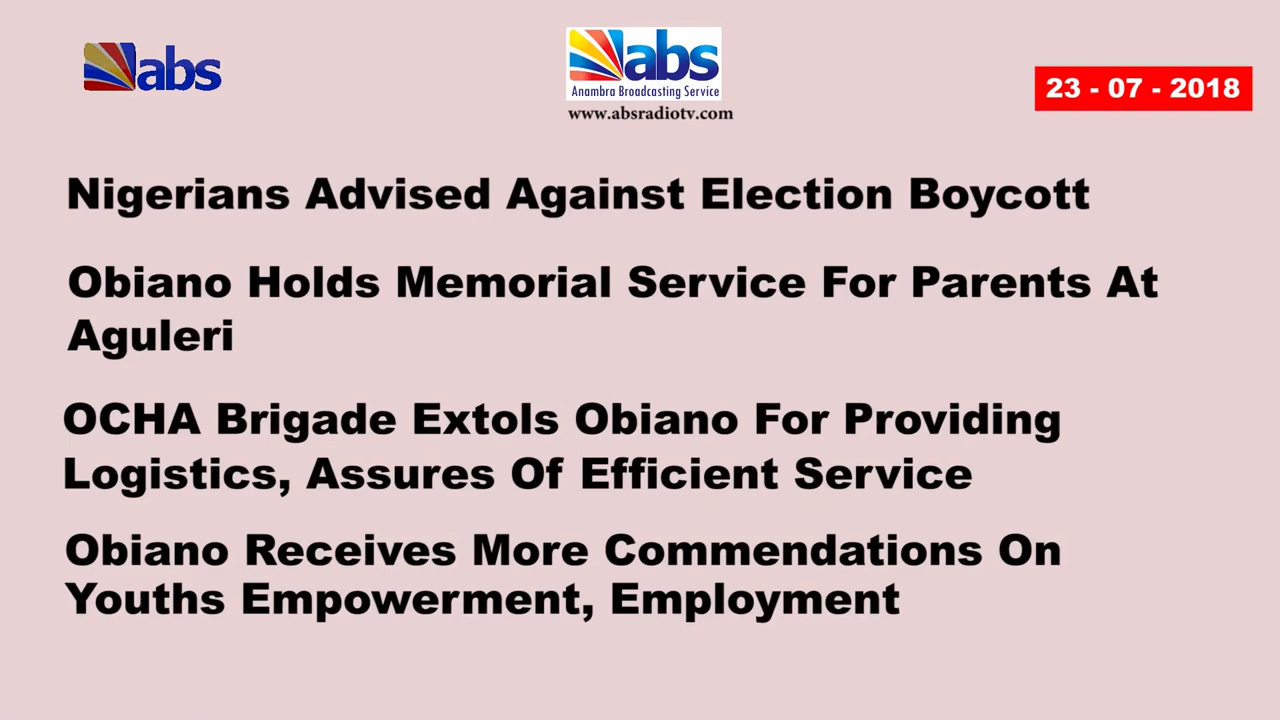 abs
abs
Anambra Broadcasting Service
www.absradiotv.com
23 - 07 - 2018
Nigerians Advised Against Election Boycott
Obiano Holds Memorial Service For Parents At
Aguleri
OCHA Brigade Extols Obiano For Providing
Logistics, Assures Of Efficient Service
Obiano Receives More Commendations On
Youths Empowerment, Employment